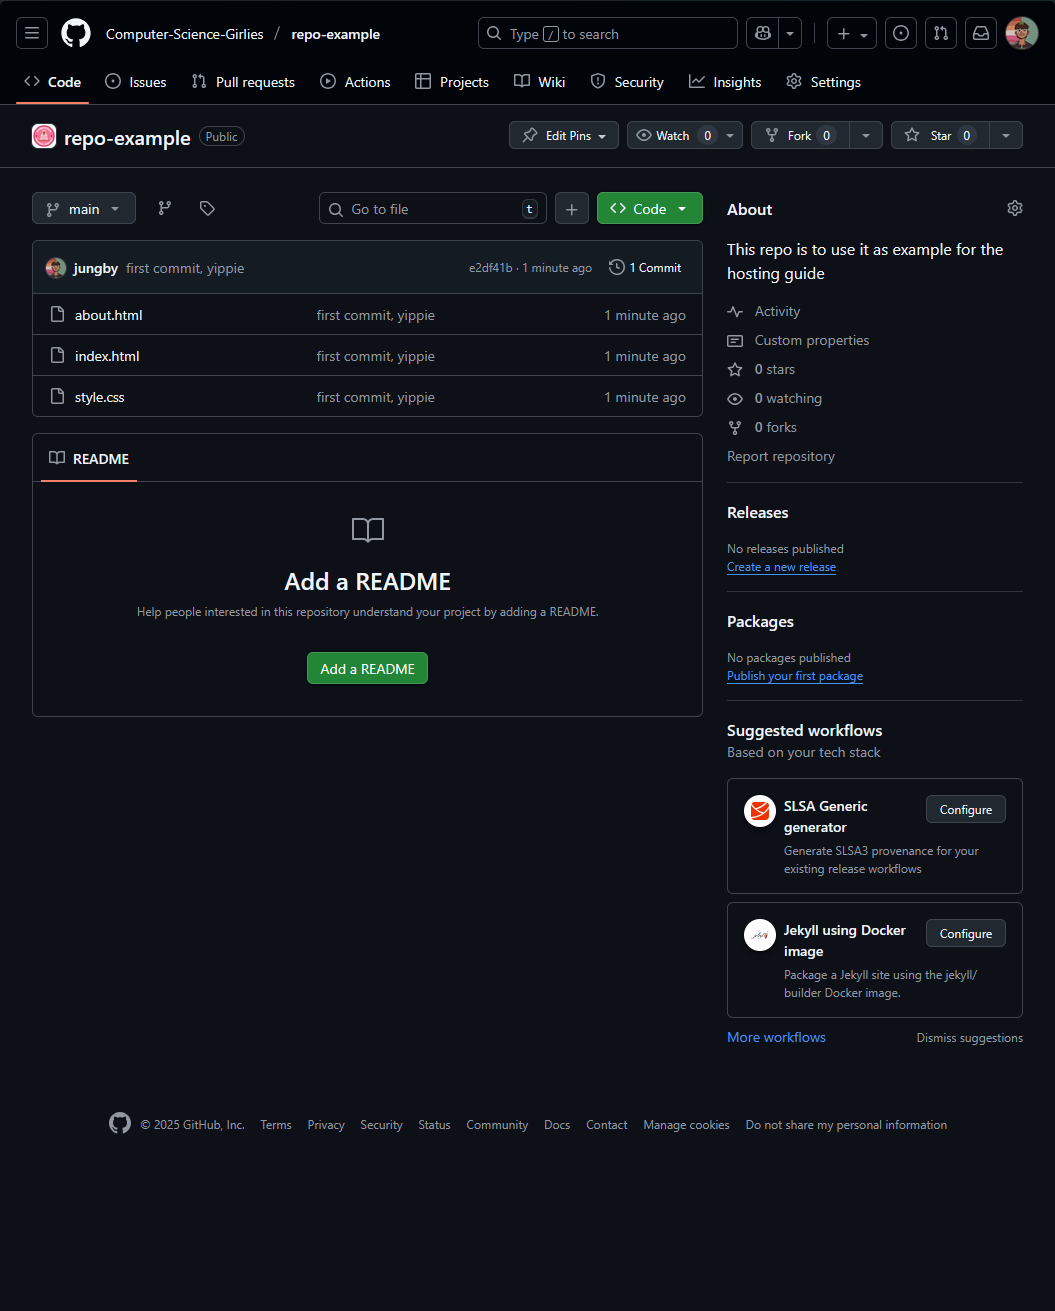 Computer-Science-Girlies / repo-example
Type / to search
Code Issues Pull requests Actions Projects Wiki Security Insights Settings
repo-example Public
Edit Pins Watch 0 Fork 0 Star 0
main
Go to file t
Code
jungby first commit, yippie e2df41b · 1 minute ago 1 Commit
about.html first commit, yippie 1 minute ago
index.html first commit, yippie 1 minute ago
style.css first commit, yippie 1 minute ago
README
Add a README
Help people interested in this repository understand your project by adding a README.
Add a README
About
This repo is to use it as example for the
hosting guide
Activity
Custom properties
0 stars
0 watching
0 forks
Report repository
Releases
No releases published
Create a new release
Packages
No packages published
Publish your first package
Suggested workflows
Based on your tech stack
SLSA Generic
generator
Configure
Generate SLSA3 provenance for your
existing release workflows
Jekyll using Docker
image
Configure
Package a Jekyll site using the jekyll/
builder Docker image.
More workflows Dismiss suggestions
© 2025 GitHub, Inc. Terms Privacy Security Status Community Docs Contact Manage cookies Do not share my personal information